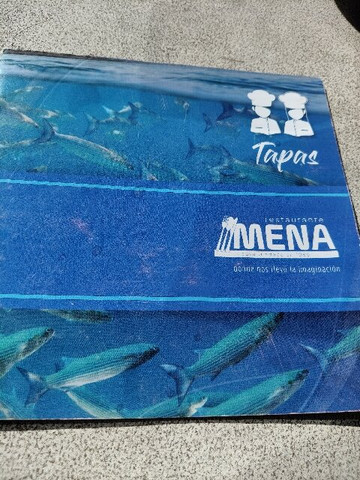 Tapas
restaurante
MENA
donde nos lleve la imaginación